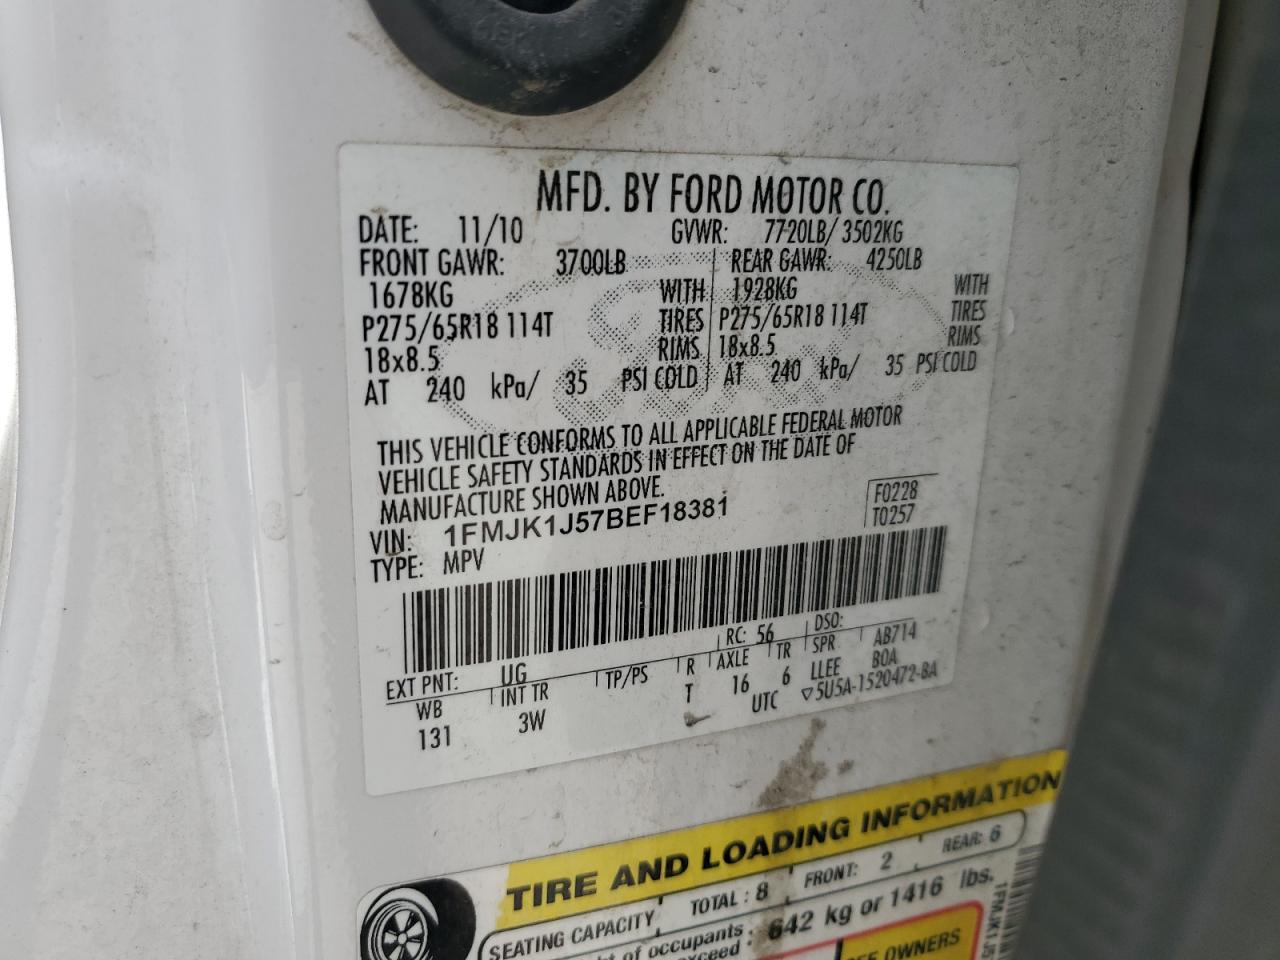 MFD. BY FORD MOTOR CO.
DATE: 11/10 GVWR: 7720LB/ 3502KG
FRONT GAWR: 3700LB REAR GAWR: 4250LB
1678KG WITH 1928KG WITH
P275/65R18 114T TIRES P275/65R18 114T TIRES
18x8.5 RIMS 18x8.5 RIMS
AT 240 kPa/ 35 PSI COLD AT 240 kPa/ 35 PSI COLD
THIS VEHICLE CONFORMS TO ALL APPLICABLE FEDERAL MOTOR
VEHICLE SAFETY STANDARDS IN EFFECT ON THE DATE OF
MANUFACTURE SHOWN ABOVE.
F0228
VIN: 1FMJK1J57BEF18381
T0257
TYPE: MPV
EXT PNT: UG RC: 56 DSO:
WB INT TR TP/PS R AXLE TR SPR AB714
131 3W T 16 6 LLEE BOA
UTC ▽5U5A-1520472-BA
TIRE AND LOADING INFORMATION
SEATING CAPACITY TOTAL : 8 FRONT: 2 REAR: 6
of occupants 642 kg or 1416 lbs.
exceed :
OWNERS